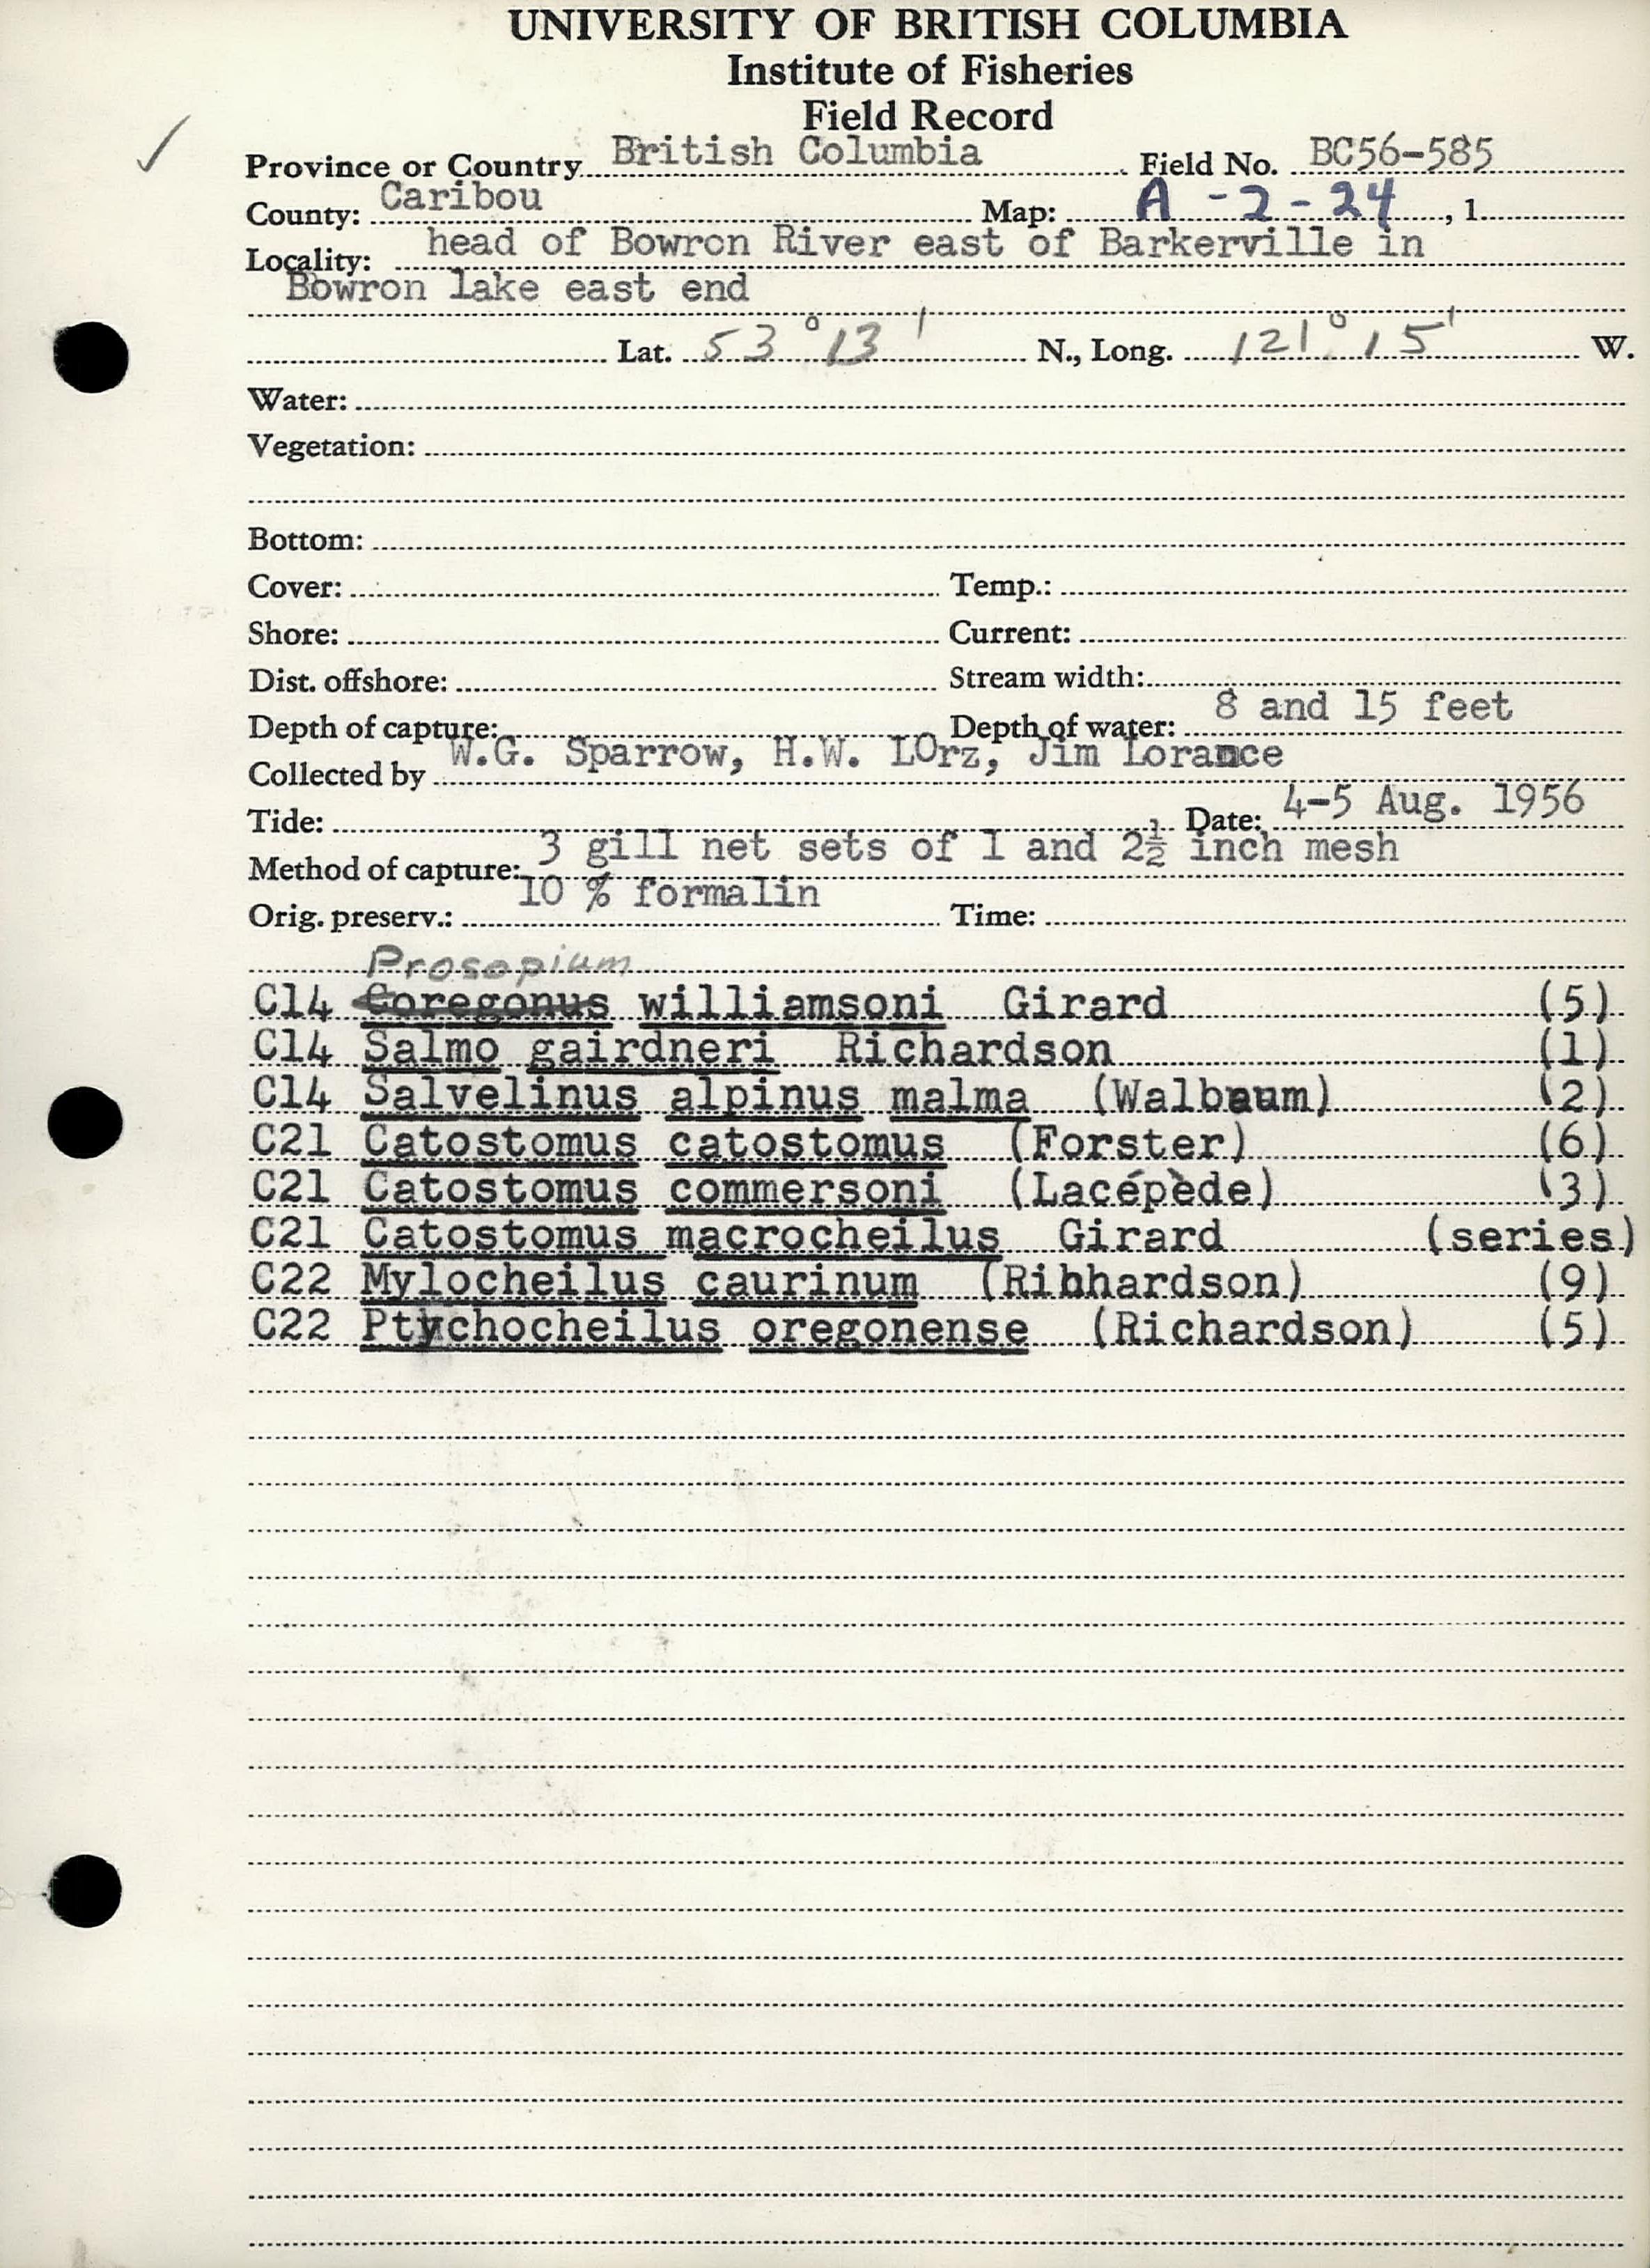 UNIVERSITY OF BRITISH COLUMBIA
Institute of Fisheries
Field Record
Province or Country British Columbia Field No. BC56-585
County: Caribou Map: A-2-24, 1
Locality: head of Bowron River east of Barkerville in
Bowron lake east end
Lat. 53°13' N., Long. 121°15' W.
Water:
Vegetation:
Bottom:
Cover: Temp.:
Shore: Current:
Dist. offshore: Stream width:
Depth of capture: Depth of water: 8 and 15 feet
Collected by W.G. Sparrow, H.W. LOrz, Jim Lorance
Tide: Date: 4-5 Aug. 1956
Method of capture: 3 gill net sets of 1 and 2½ inch mesh
Orig. preserv.: 10 % formalin Time:
Prosopium
C14 Coregonus williamsoni Girard (5)
C14 Salmo gairdneri Richardson (1)
C14 Salvelinus alpinus malma (Walbaum) (2)
C21 Catostomus catostomus (Forster) (6)
C21 Catostomus commersoni (Lacépède) (3)
C21 Catostomus macrocheilus Girard (series)
C22 Mylocheilus caurinum (Rihhardson) (9)
C22 Ptychocheilus oregonense (Richardson) (5)